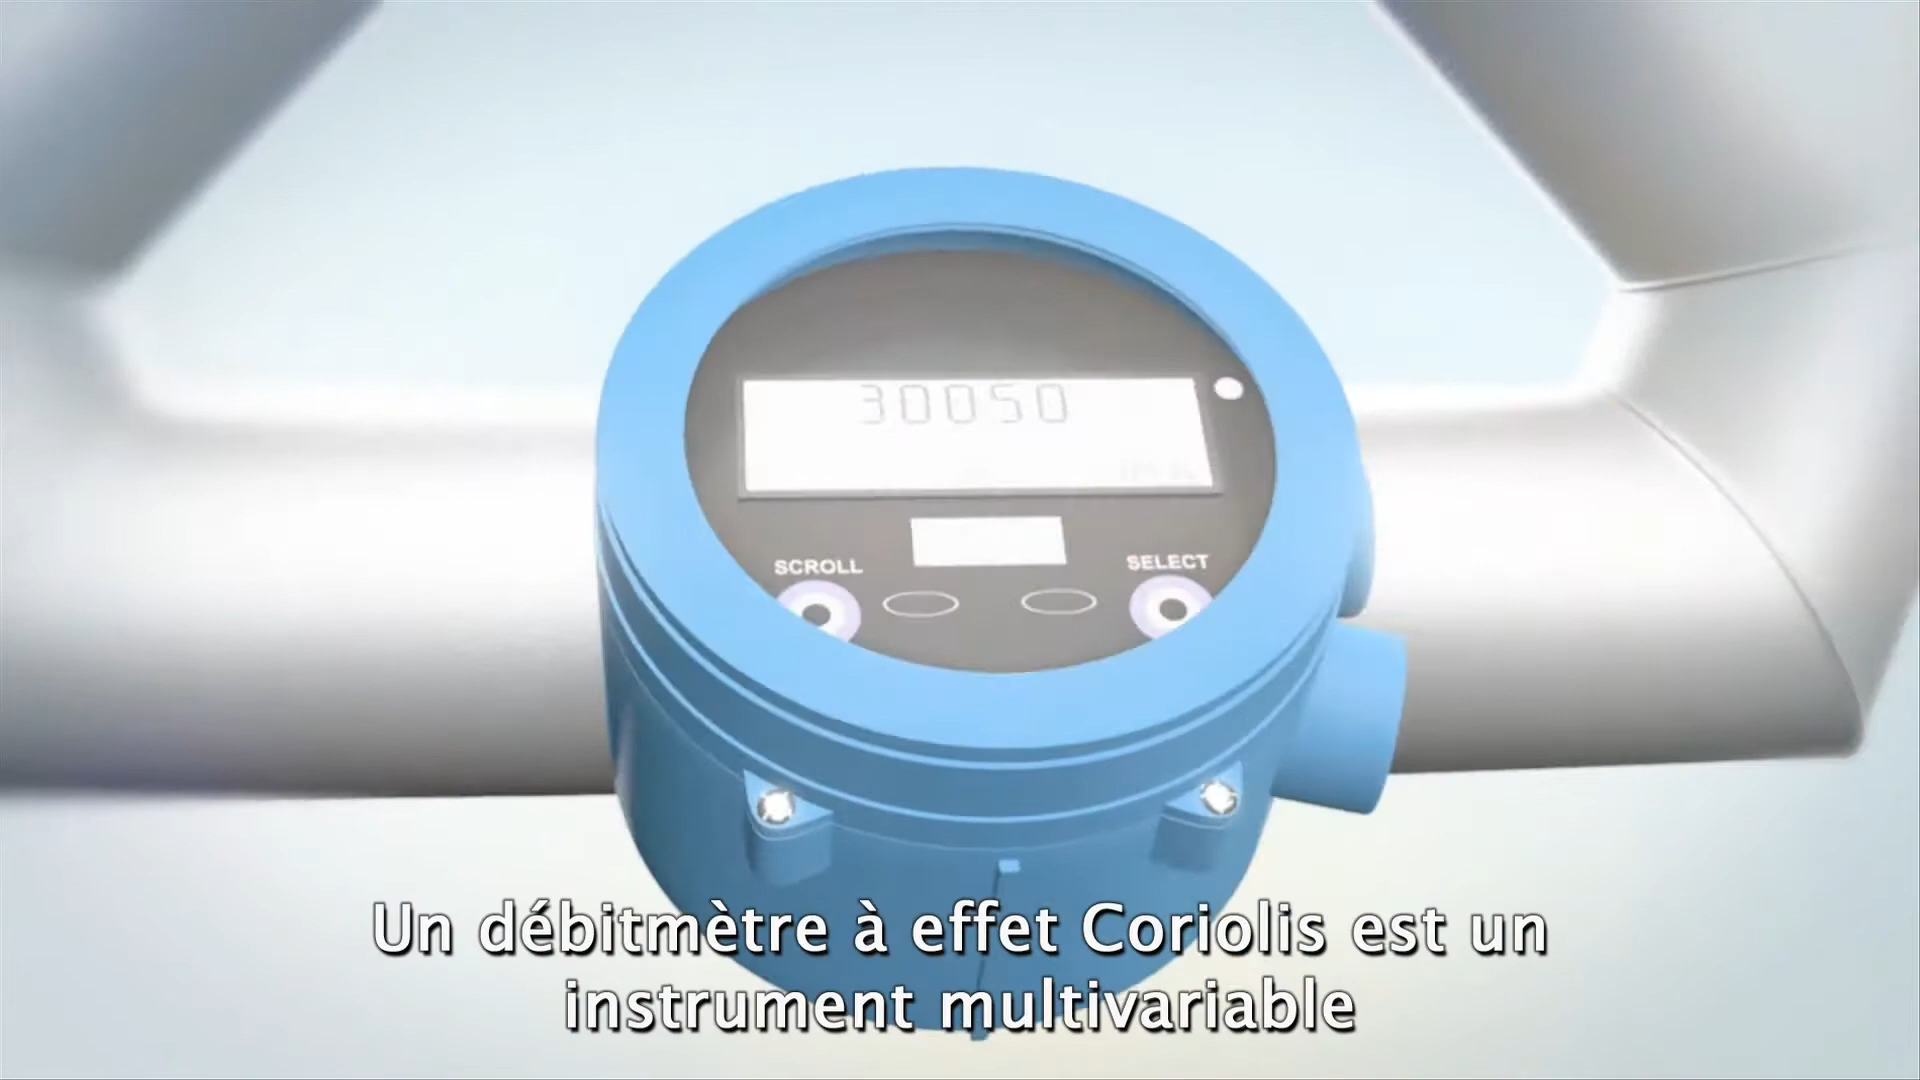 30050
SCROLL
SELECT
Un débitmètre à effet Coriolis est un
instrument multivariable